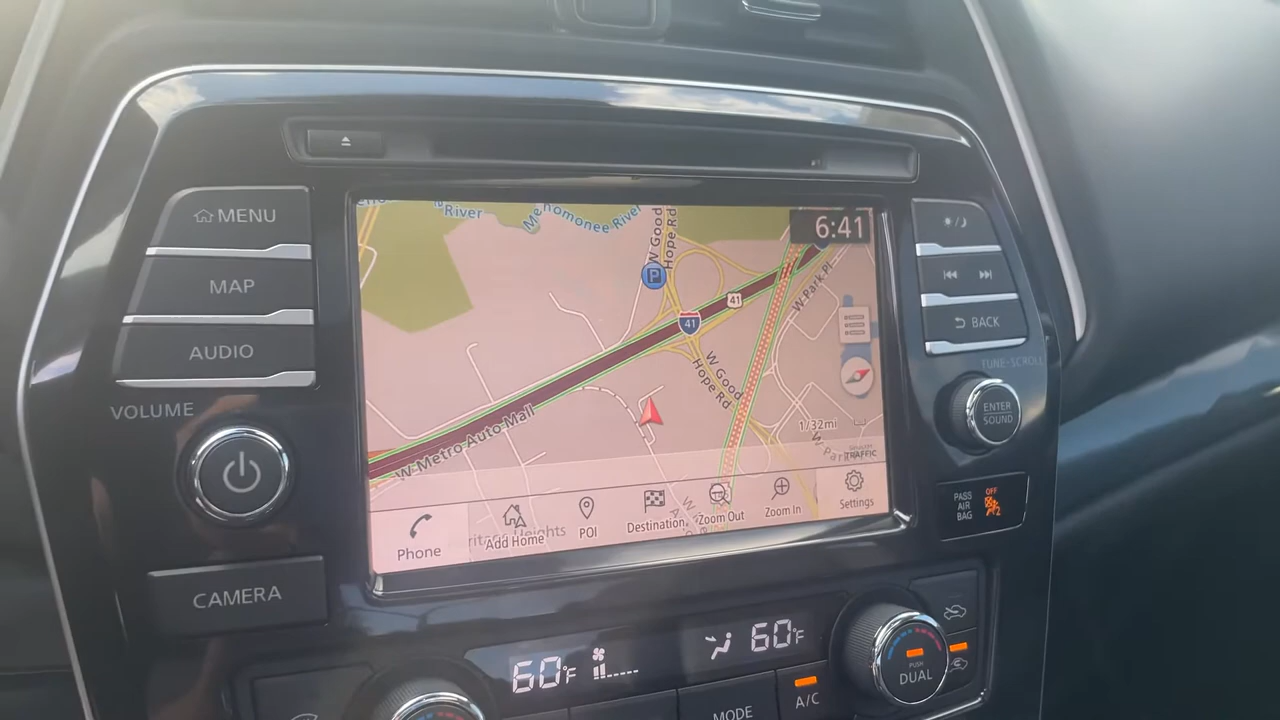 MENU
MAP
AUDIO
VOLUME
CAMERA
River
Menomonee River
W Good
Hope Rd
6:41
P
41
41
W Park Pl
W Good
Hope Rd
W Metro Auto Mall
1/32mi
TRAFFIC
Phone
Add Home
Heights
POI
Destination
Zoom Out
Zoom In
Settings
BACK
TUNE·SCROLL
ENTER
SOUND
PASS
AIR
BAG
OFF
2
60°F
60°F
MODE
A/C
PUSH
DUAL